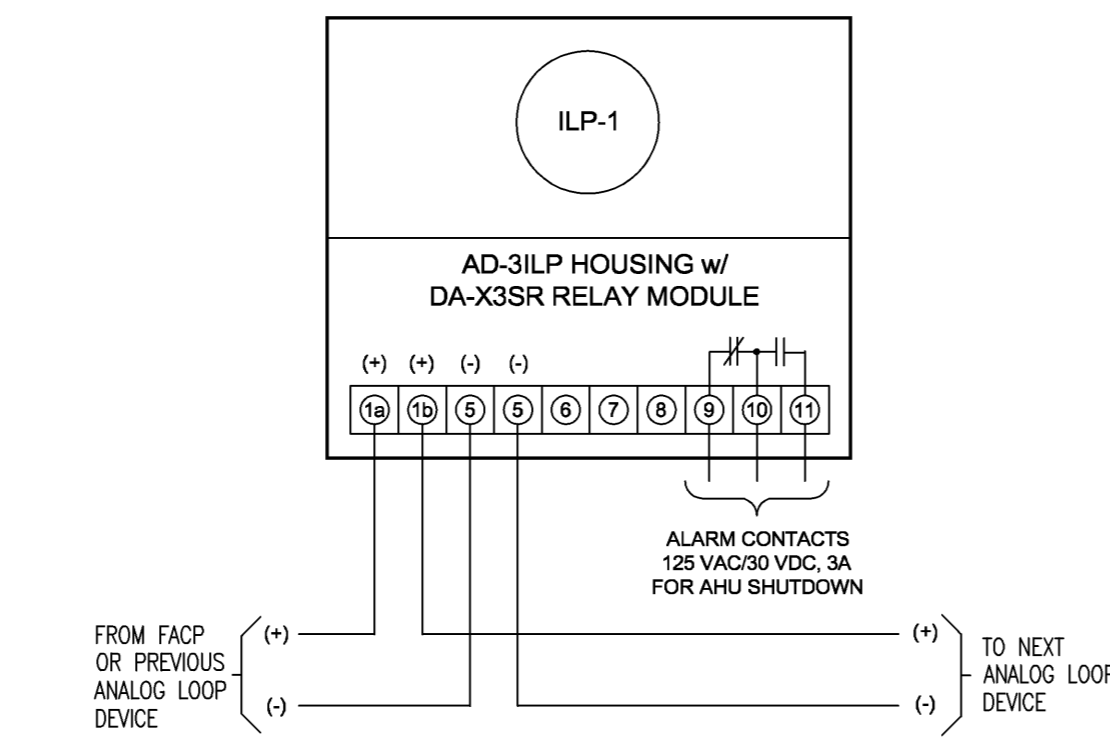 ILP-1
AD-3ILP HOUSING w/
DA-X3SR RELAY MODULE
(+) (+) (-) (-)
1a 1b 5 5 6 7 8 9 10 11
ALARM CONTACTS
125 VAC/30 VDC, 3A
FOR AHU SHUTDOWN
FROM FACP
OR PREVIOUS
ANALOG LOOP
DEVICE
(+)
(-)
(+)
(-)
TO NEXT
ANALOG LOOP
DEVICE